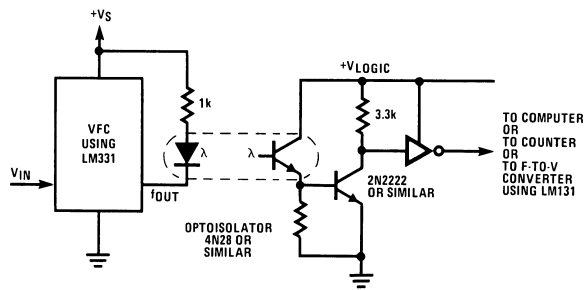 +VS
1k
VFC
USING
LM331
λ
VIN
fOUT
+VLOGIC
3.3k
λ
2N2222
OR SIMILAR
OPTOISOLATOR
4N28 OR
SIMILAR
TO COMPUTER
OR
TO COUNTER
OR
TO F-TO-V
CONVERTER
USING LM131